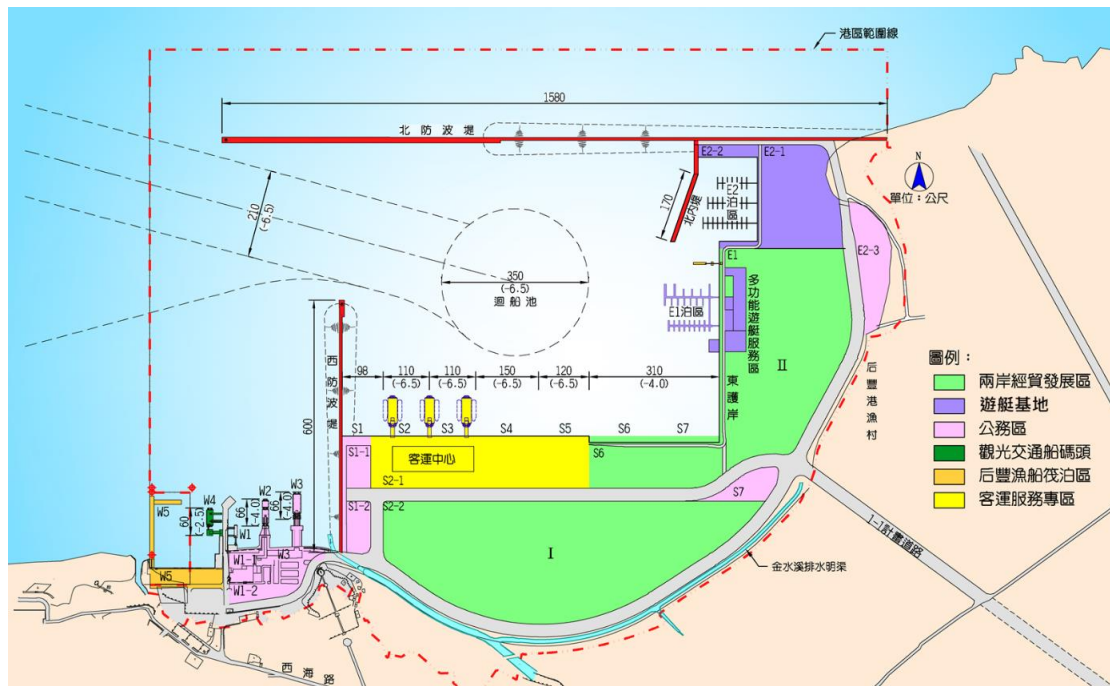 港區範圍線
1580
北防波堤
E2-2
E2-1
N
單位：公尺
210
(-6.5)
170
北內堤
E2
泊區
E2-3
350
(-6.5)
迴船池
E1
E1泊區
多功能遊艇服務區
II
600
西防波堤
98
110
(-6.5)
110
(-6.5)
150
(-6.5)
120
(-6.5)
310
(-4.0)
東護岸
后豐港漁村
圖例：
兩岸經貿發展區
遊艇基地
公務區
觀光交通船碼頭
后豐漁船筏泊區
客運服務專區
S1
S2
S3
S4
S5
S6
S7
S1-1
客運中心
S6
S2-1
S7
S1-2
S2-2
I
W5
W4
60
(-2.5)
W1
W2
66
(-4.0)
W3
66
(-4.0)
W3
W5
W1-2
1-1計畫道路
金水溪排水明渠
西海路